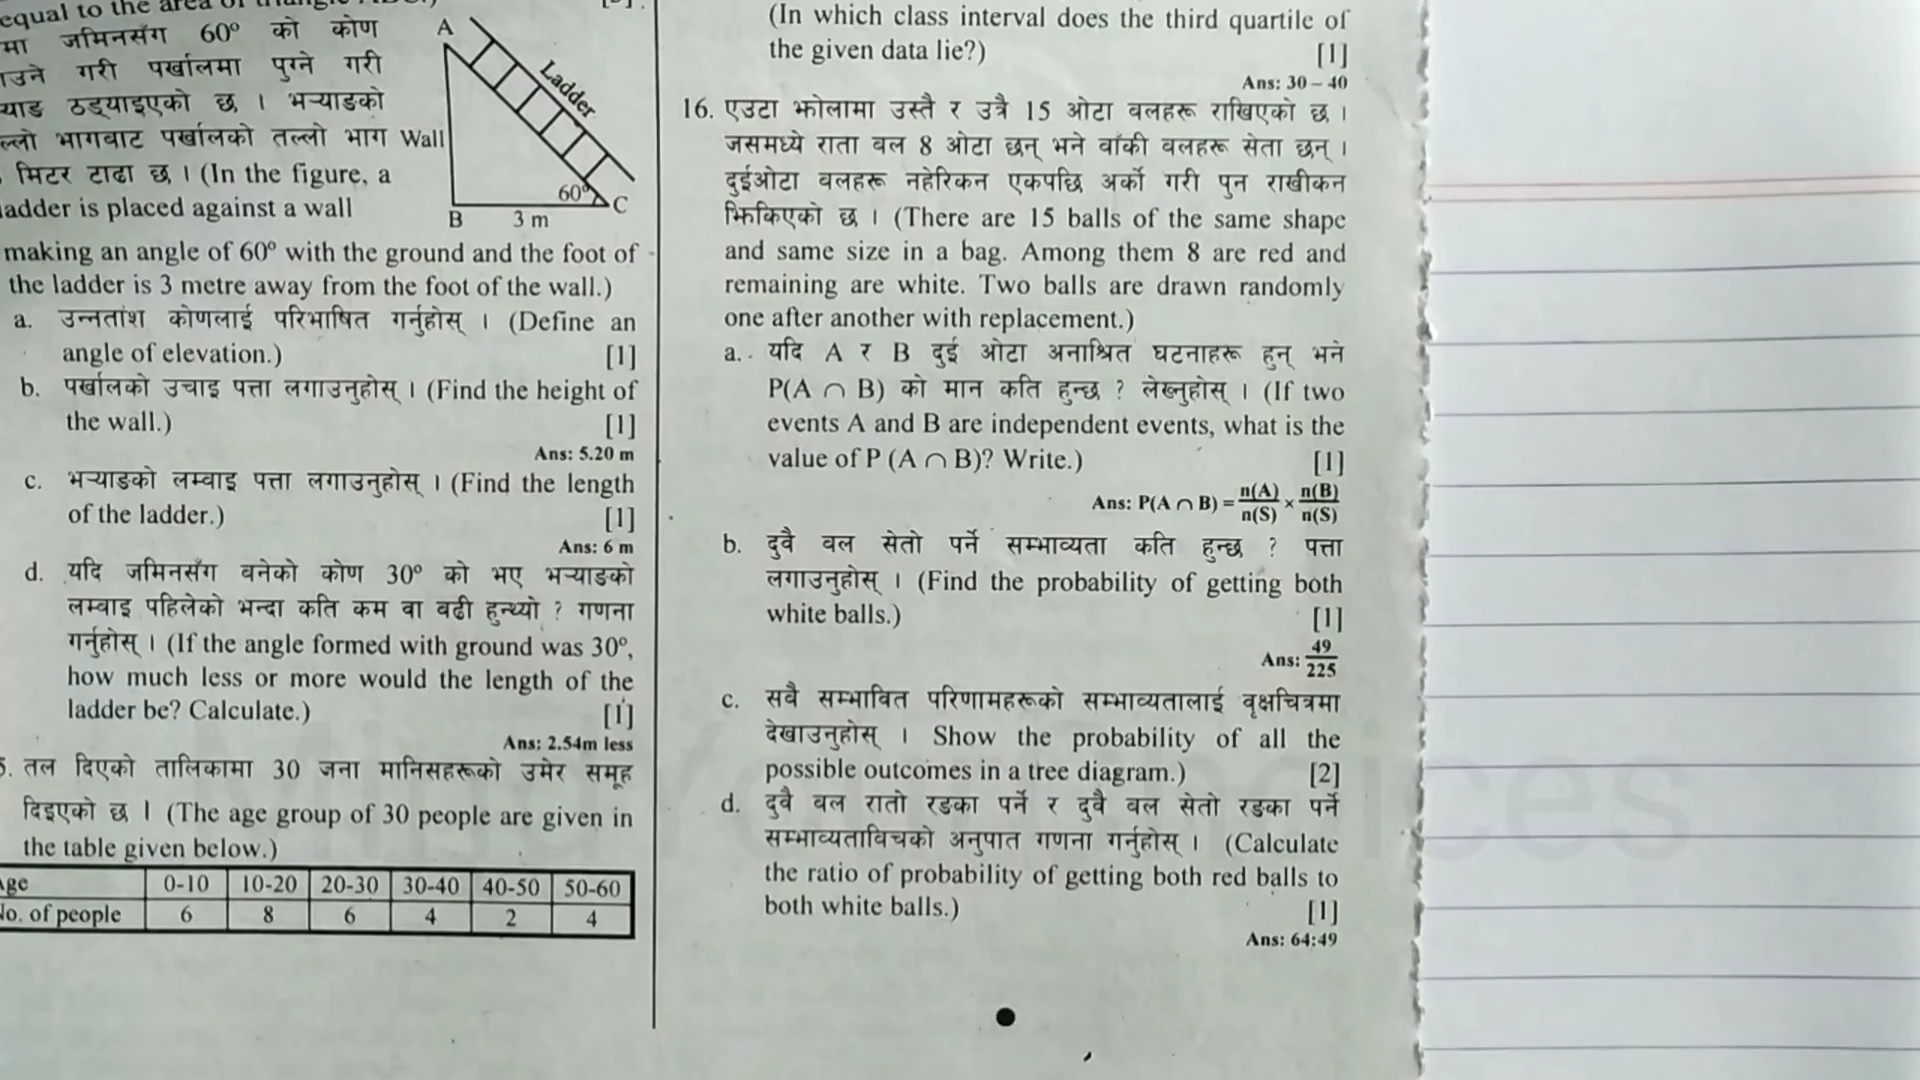 equal to the area of triangle ABC.)
मा जमिनसँग 60° को कोण
गरी पर्खालमा पुग्ने गरी
ठड्याइएको छ । भऱ्याङको
भागबाट पर्खालको तल्लो भाग
मिटर टाढा छ । (In the figure, a
ladder is placed against a wall
A
Ladder
Wall
60°
B
3 m
C
making an angle of 60° with the ground and the foot of
the ladder is 3 metre away from the foot of the wall.)
a. उन्नतांश कोणलाई परिभाषित गर्नुहोस् । (Define an
angle of elevation.) [1]
b. पर्खालको उचाइ पत्ता लगाउनुहोस् । (Find the height of
the wall.) [1]
Ans: 5.20 m
c. भऱ्याङको लम्वाइ पत्ता लगाउनुहोस् । (Find the length
of the ladder.) [1]
Ans: 6 m
d. यदि जमिनसँग बनेको कोण 30° को भए भऱ्याङको
लम्वाइ पहिलेको भन्दा कति कम वा बढी हुन्थ्यो ? गणना
गर्नुहोस् । (If the angle formed with ground was 30°,
how much less or more would the length of the
ladder be? Calculate.) [1]
Ans: 2.54m less
5. तल दिएको तालिकामा 30 जना मानिसहरूको उमेर समूह
दिइएको छ । (The age group of 30 people are given in
the table given below.)
Age 0-10 10-20 20-30 30-40 40-50 50-60
No. of people 6 8 6 4 2 4
(In which class interval does the third quartile of
the given data lie?) [1]
Ans: 30 – 40
16. एउटा झोलामा उस्तै र उत्रै 15 ओटा बलहरू राखिएको छ ।
जसमध्ये राता बल 8 ओटा छन् भने बाँकी बलहरू सेता छन् ।
दुईओटा बलहरू नहेरिकन एकपछि अर्को गरी पुन राखीकन
झिकिएको छ । (There are 15 balls of the same shape
and same size in a bag. Among them 8 are red and
remaining are white. Two balls are drawn randomly
one after another with replacement.)
a. यदि A र B दुई ओटा अनाश्रित घटनाहरू हुन् भने
P(A ∩ B) को मान कति हुन्छ ? लेख्नुहोस् । (If two
events A and B are independent events, what is the
value of P (A ∩ B)? Write.) [1]
Ans: P(A ∩ B) = n(A)/n(S) × n(B)/n(S)
b. दुवै बल सेतो पर्ने सम्भाव्यता कति हुन्छ ? पत्ता
लगाउनुहोस् । (Find the probability of getting both
white balls.) [1]
Ans: 49/225
c. सबै सम्भावित परिणामहरूको सम्भाव्यतालाई वृक्षचित्रमा
देखाउनुहोस् । Show the probability of all the
possible outcomes in a tree diagram.) [2]
d. दुवै बल रातो रङका पर्ने र दुवै बल सेतो रङका पर्ने
सम्भाव्यताबिचको अनुपात गणना गर्नुहोस् । (Calculate
the ratio of probability of getting both red balls to
both white balls.) [1]
Ans: 64:49